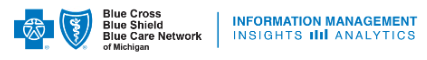 Blue Cross
Blue Shield
Blue Care Network
of Michigan
INFORMATION MANAGEMENT
INSIGHTS ANALYTICS